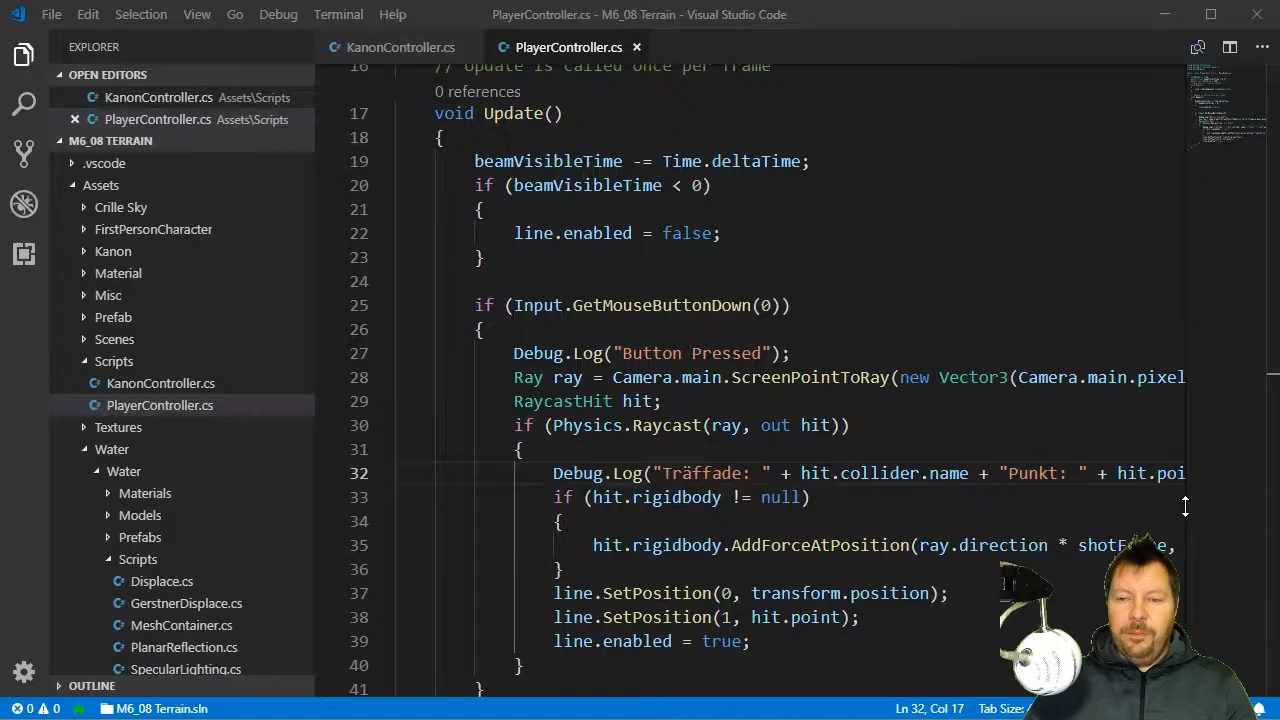 File Edit Selection View Go Debug Terminal Help
PlayerController.cs - M6_08 Terrain - Visual Studio Code
EXPLORER
OPEN EDITORS
KanonController.cs Assets\Scripts
PlayerController.cs Assets\Scripts
M6_08 TERRAIN
.vscode
Assets
Crille Sky
FirstPersonCharacter
Kanon
Material
Misc
Prefab
Scenes
Scripts
KanonController.cs
PlayerController.cs
Textures
Water
Water
Materials
Models
Prefabs
Scripts
Displace.cs
GerstnerDisplace.cs
MeshContainer.cs
PlanarReflection.cs
SpecularLighting.cs
OUTLINE
KanonController.cs
PlayerController.cs
16 // Update is called once per frame
0 references
17 void Update()
18 {
19 beamVisibleTime -= Time.deltaTime;
20 if (beamVisibleTime < 0)
21 {
22 line.enabled = false;
23 }
24
25 if (Input.GetMouseButtonDown(0))
26 {
27 Debug.Log("Button Pressed");
28 Ray ray = Camera.main.ScreenPointToRay(new Vector3(Camera.main.pixel
29 RaycastHit hit;
30 if (Physics.Raycast(ray, out hit))
31 {
32 Debug.Log("Träffade: " + hit.collider.name + "Punkt: " + hit.poi
33 if (hit.rigidbody != null)
34 {
35 hit.rigidbody.AddForceAtPosition(ray.direction *
36 }
37 line.SetPosition(0, transform.position);
38 line.SetPosition(1, hit.point);
39 line.enabled = true;
40 }
41 }
0 0 M6_08 Terrain.sln
Ln 32, Col 17 Tab Size: